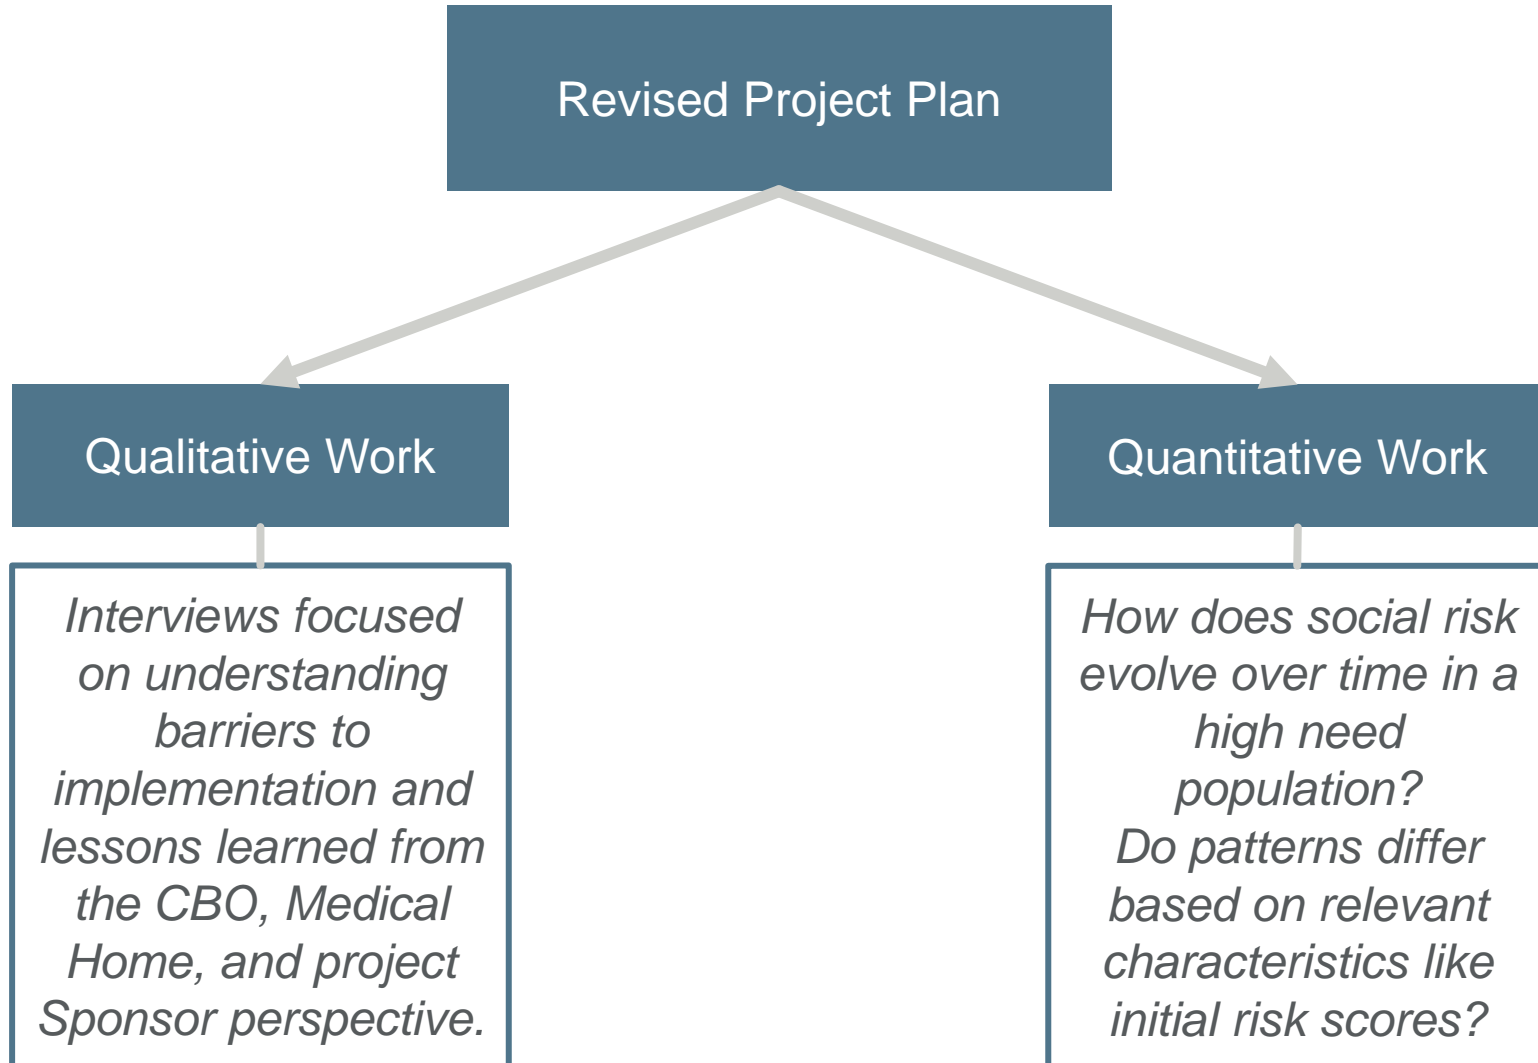 Revised Project Plan
Qualitative Work
Interviews focused
on understanding
barriers to
implementation and
lessons learned from
the CBO, Medical
Home, and project
Sponsor perspective.
Quantitative Work
How does social risk
evolve over time in a
high need
population?
Do patterns differ
based on relevant
characteristics like
initial risk scores?